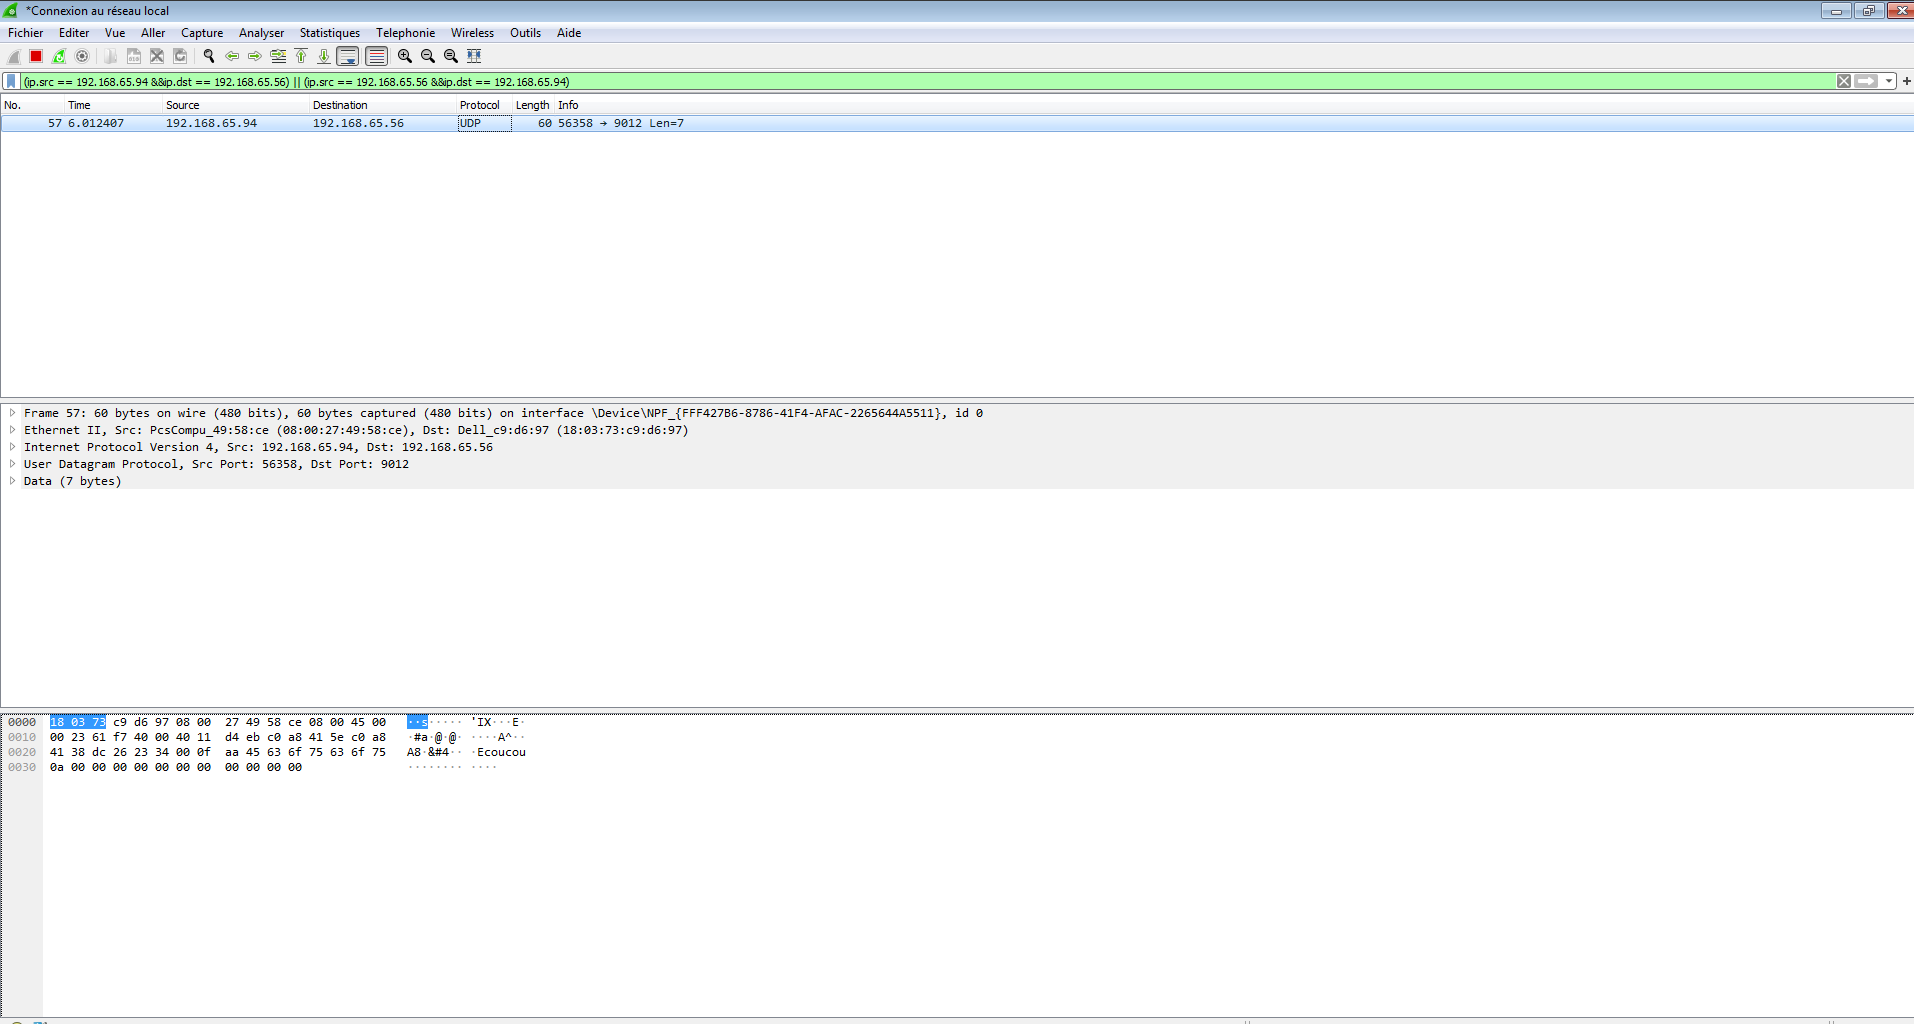 *Connexion au réseau local
Fichier Editer Vue Aller Capture Analyser Statistiques Telephonie Wireless Outils Aide
(ip.src == 192.168.65.94 &&ip.dst == 192.168.65.56) || (ip.src == 192.168.65.56 &&ip.dst == 192.168.65.94)
No. Time Source Destination Protocol Length Info
57 6.012407 192.168.65.94 192.168.65.56 UDP 60 56358 → 9012 Len=7
Frame 57: 60 bytes on wire (480 bits), 60 bytes captured (480 bits) on interface \Device\NPF_{FFF427B6-8786-41F4-AFAC-2265644A5511}, id 0
Ethernet II, Src: PcsCompu_49:58:ce (08:00:27:49:58:ce), Dst: Dell_c9:d6:97 (18:03:73:c9:d6:97)
Internet Protocol Version 4, Src: 192.168.65.94, Dst: 192.168.65.56
User Datagram Protocol, Src Port: 56358, Dst Port: 9012
Data (7 bytes)
0000 18 03 73 c9 d6 97 08 00 27 49 58 ce 08 00 45 00 ··s····· 'IX···E·
0010 00 23 61 f7 40 00 40 11 d4 eb c0 a8 41 5e c0 a8 ·#a·@·@· ····A^··
0020 41 38 dc 26 23 34 00 0f aa 45 63 6f 75 63 6f 75 A8·&#4·· ·Ecoucou
0030 0a 00 00 00 00 00 00 00 00 00 00 00 ········ ····